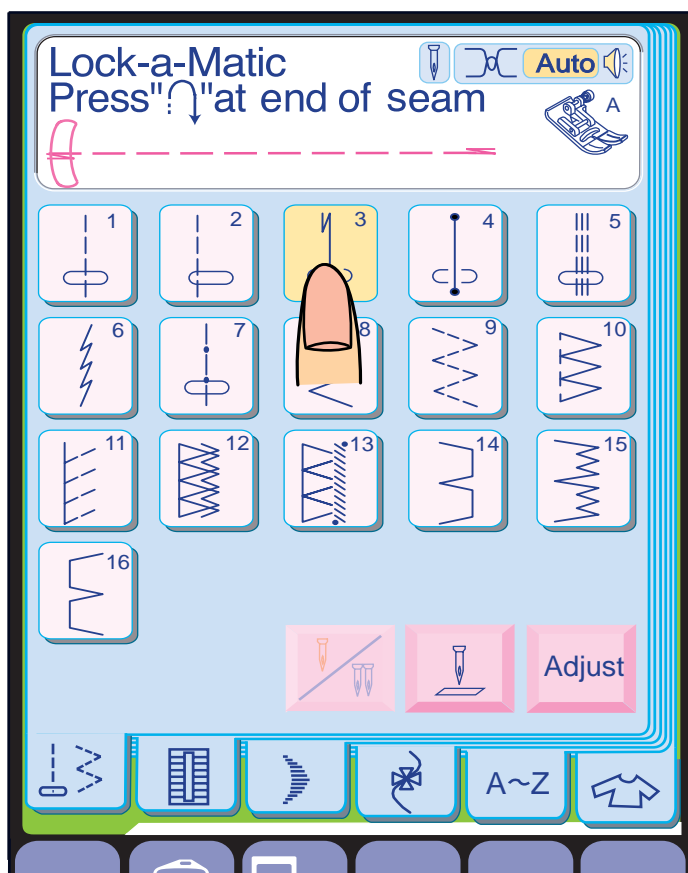 Lock-a-Matic
Auto
Press"⋂"at end of seam
A
1 2 3 4 5
6 7 8 9 10
11 12 13 14 15
16
Adjust
A~Z